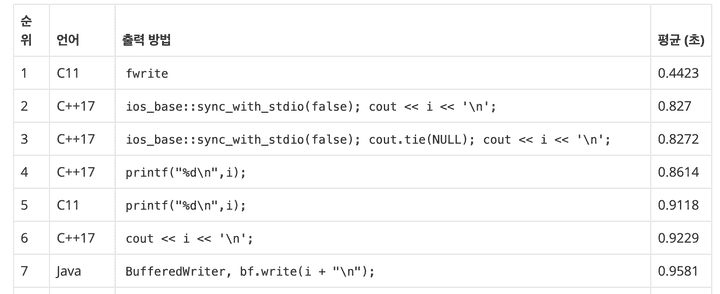 순
위 언어 출력 방법 평균 (초)
1 C11 fwrite 0.4423
2 C++17 ios_base::sync_with_stdio(false); cout << i << '\n'; 0.827
3 C++17 ios_base::sync_with_stdio(false); cout.tie(NULL); cout << i << '\n'; 0.8272
4 C++17 printf("%d\n",i); 0.8614
5 C11 printf("%d\n",i); 0.9118
6 C++17 cout << i << '\n'; 0.9229
7 Java BufferedWriter, bf.write(i + "\n"); 0.9581